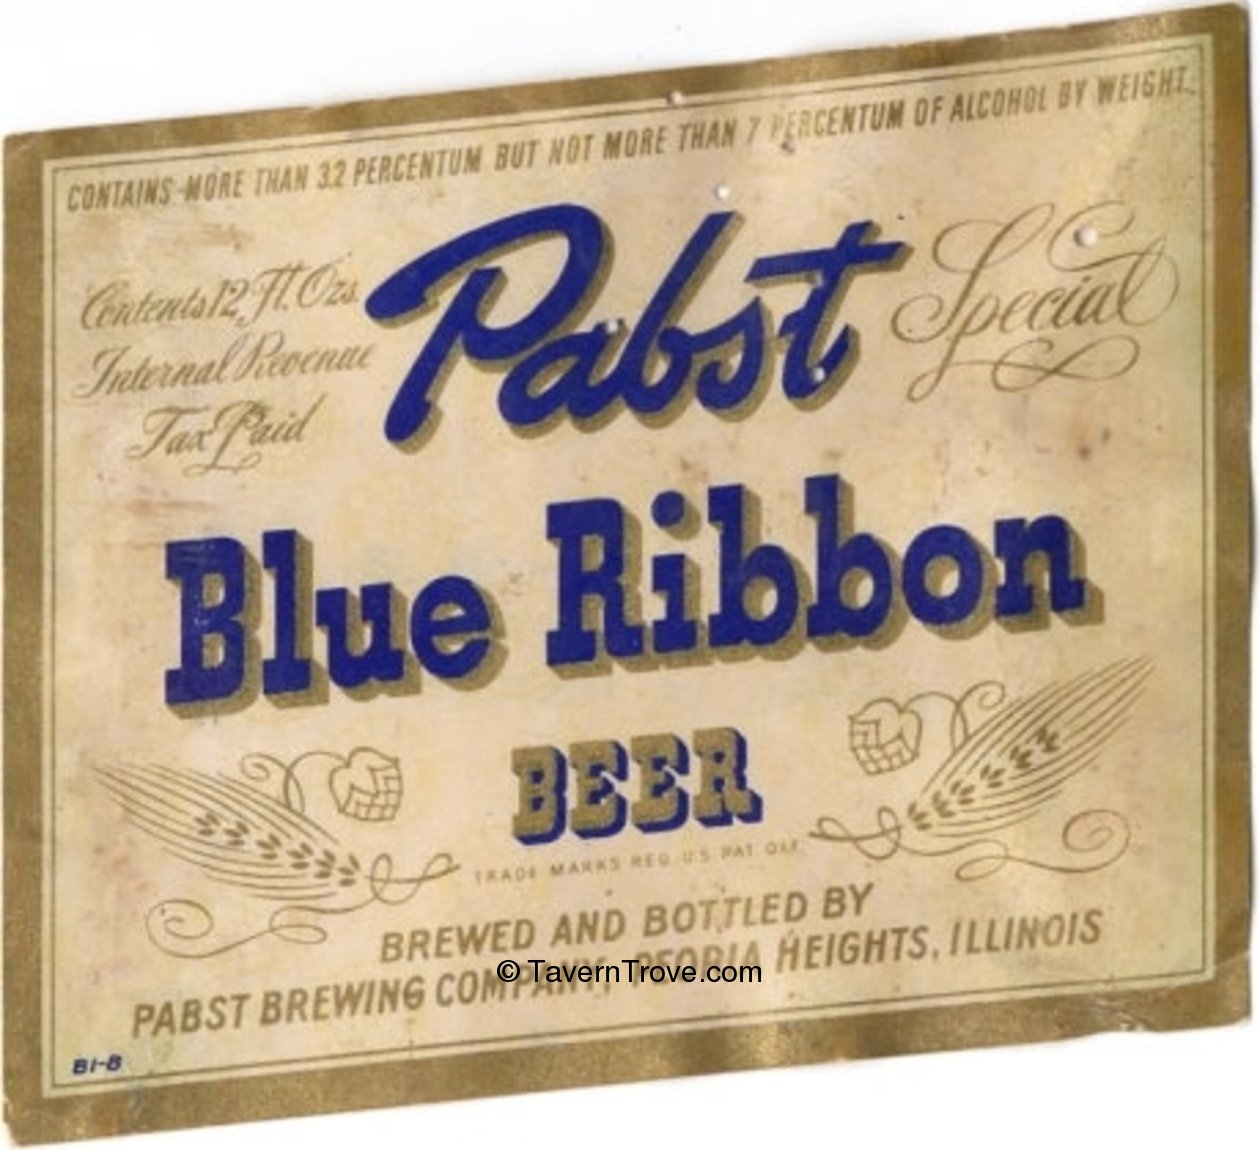 CONTAINS MORE THAN 3.2 PERCENTUM BUT NOT MORE THAN 7 PERCENTUM OF ALCOHOL BY WEIGHT.
Contents 12 Fl. Ozs.
Internal Revenue
Tax Paid
Pabst
Special
Blue Ribbon
BEER
TRADE MARKS REG. U.S. PAT. OFF.
BREWED AND BOTTLED BY
PABST BREWING COMPANY, PEORIA HEIGHTS, ILLINOIS
© TavernTrove.com
B1-8